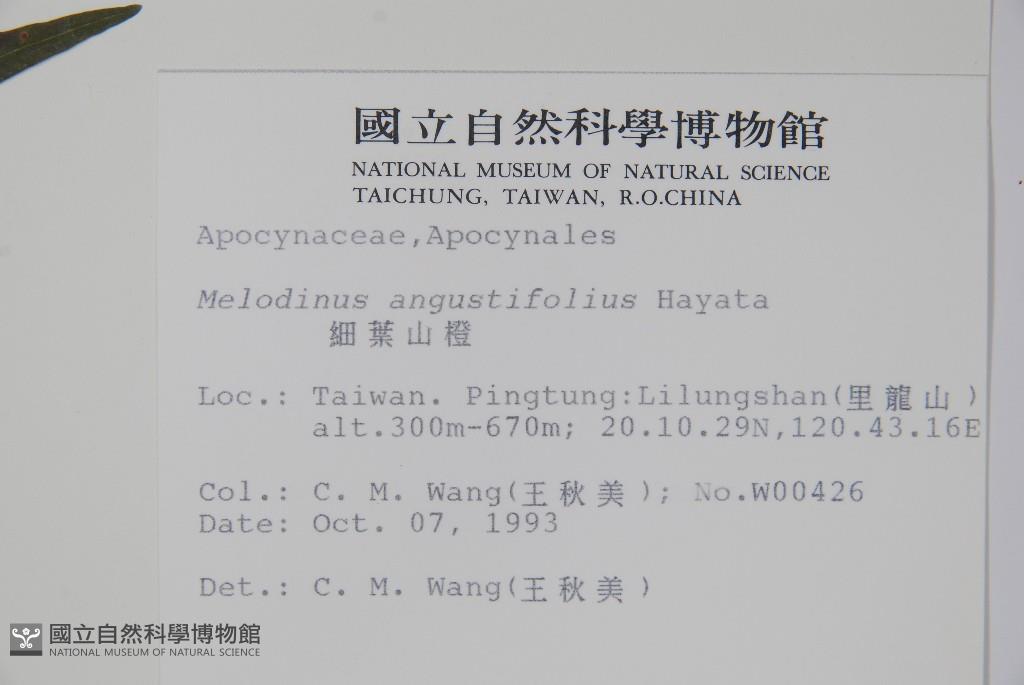 國立自然科學博物館
NATIONAL MUSEUM OF NATURAL SCIENCE
TAICHUNG, TAIWAN, R.O.CHINA
Apocynaceae,Apocynales
Melodinus angustifolius Hayata
細葉山橙
Loc.: Taiwan. Pingtung:Lilungshan(里龍山)
alt.300m-670m; 20.10.29N,120.43.16E
Col.: C. M. Wang(王秋美); No.W00426
Date: Oct. 07, 1993
Det.: C. M. Wang(王秋美)
國立自然科學博物館
NATIONAL MUSEUM OF NATURAL SCIENCE